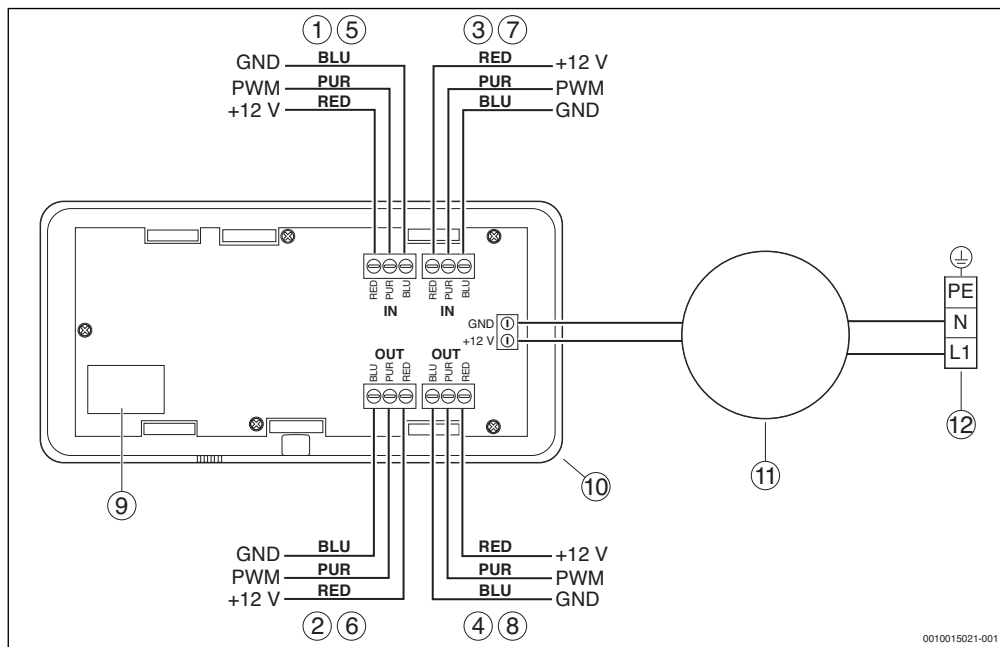 ① ⑤
③ ⑦
GND BLU
PWM PUR
+12 V RED
RED +12 V
PUR PWM
BLU GND
RED PUR BLU
RED PUR BLU
IN
IN
GND
+12 V
OUT
OUT
BLU PUR RED
BLU PUR RED
PE
N
L1
⑨
⑩
⑪
⑫
GND BLU
PWM PUR
+12 V RED
RED +12 V
PUR PWM
BLU GND
② ⑥
④ ⑧
0010015021-001